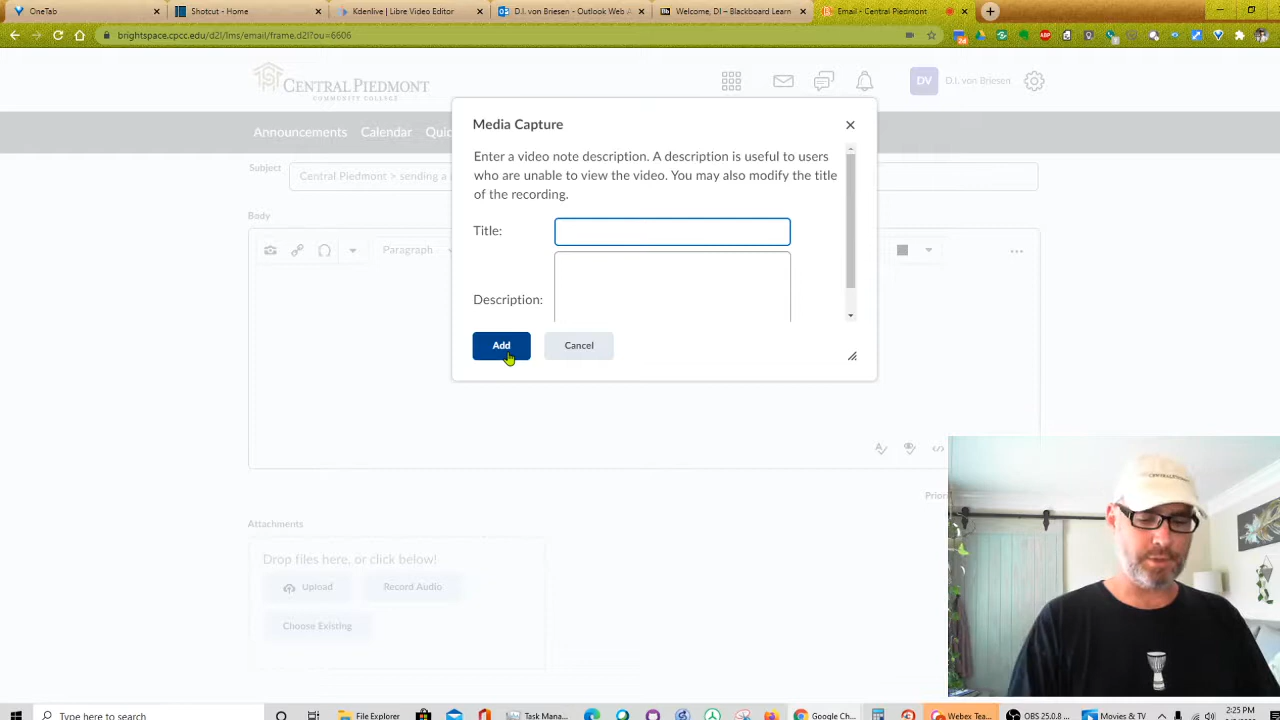 OneTab
Shotcut - Home
Kdenlive | Libre Video Editor
D.I. von Briesen - Outlook Web A
Welcome, DI – Blackboard Learn
Email - Home
brightspace.cpcc.edu/d2l/lms/email/frame.d2l?ou=6606
CENTRAL PIEDMONT
COMMUNITY COLLEGE
DV
D.I. von Briesen
Announcements
Calendar
Quic
Media Capture
Enter a video note description. A description is useful to users
who are unable to view the video. You may also modify the title
of the recording.
Title:
Description:
Add
Cancel
Subject
Central Piedmont > sending a
Body
Paragraph
Prior
Attachments
Drop files here, or click below!
Upload
Record Audio
Choose Existing
Type here to search
File Explorer
Task Mana...
Google Chr...
Webex Tea...
OBS 25.0.8
Movies & TV
2:25 PM